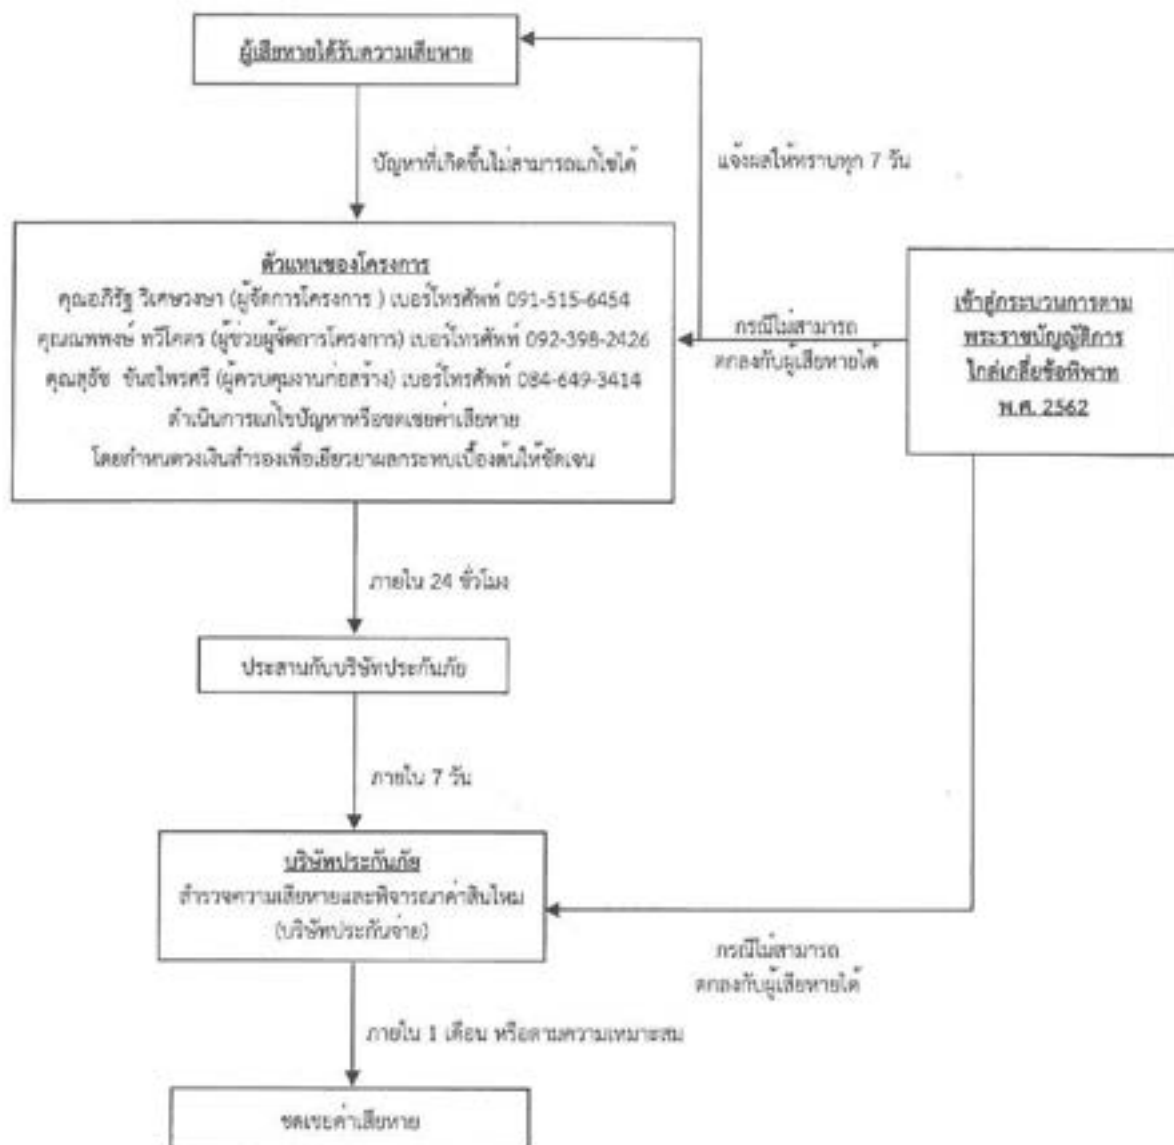 ผู้เสียหายได้รับความเสียหาย
ปัญหาที่เกิดขึ้นไม่สามารถแก้ไขได้
แจ้งผลให้ทราบทุก 7 วัน
ตัวแทนของโครงการ
คุณอภิรัฐ วิเศษวงษา (ผู้จัดการโครงการ ) เบอร์โทรศัพท์ 091-515-6454
คุณณพพงษ์ ทวีโคตร (ผู้ช่วยผู้จัดการโครงการ) เบอร์โทรศัพท์ 092-398-2426
คุณสุธัช ขันธไพรศรี (ผู้ควบคุมงานก่อสร้าง) เบอร์โทรศัพท์ 084-649-3414
ดำเนินการแก้ไขปัญหาหรือชดเชยค่าเสียหาย
โดยกำหนดวงเงินสำรองเพื่อเยียวยาผลกระทบเบื้องต้นให้ชัดเจน
กรณีไม่สามารถ
ตกลงกับผู้เสียหายได้
เข้าสู่กระบวนการตาม
พระราชบัญญัติการ
ไกล่เกลี่ยข้อพิพาท
พ.ศ. 2562
ภายใน 24 ชั่วโมง
ประสานกับบริษัทประกันภัย
ภายใน 7 วัน
บริษัทประกันภัย
สำรวจความเสียหายและพิจารณาค่าสินไหม
(บริษัทประกันจ่าย)
กรณีไม่สามารถ
ตกลงกับผู้เสียหายได้
ภายใน 1 เดือน หรือตามความเหมาะสม
ชดเชยค่าเสียหาย